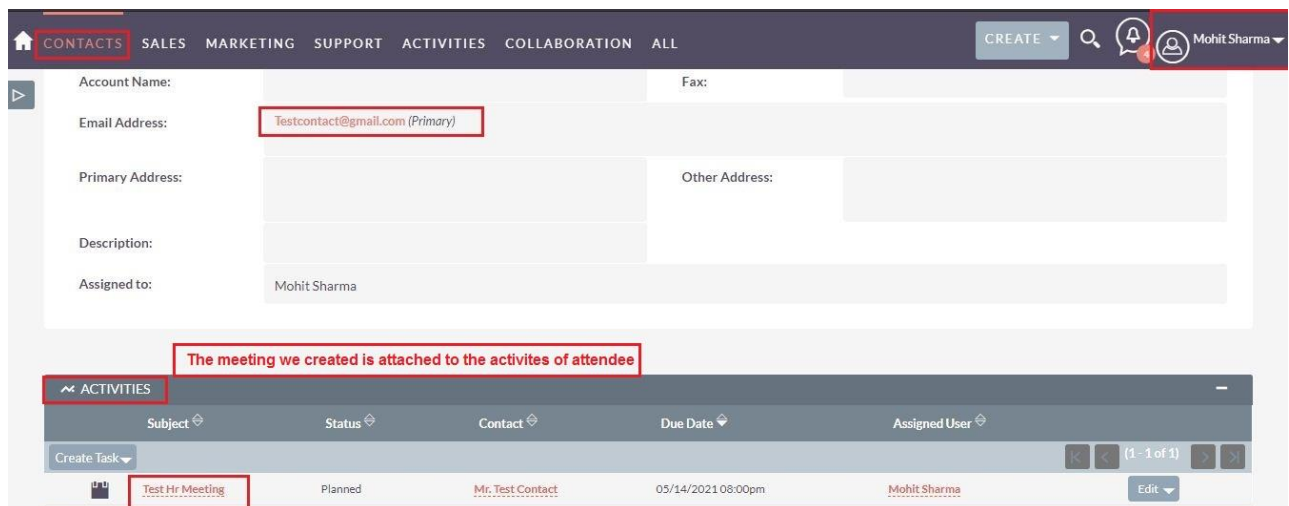 CONTACTS SALES MARKETING SUPPORT ACTIVITIES COLLABORATION ALL CREATE 4 Mohit Sharma
Account Name: Fax:
Email Address: Testcontact@gmail.com (Primary)
Primary Address: Other Address:
Description:
Assigned to: Mohit Sharma
The meeting we created is attached to the activites of attendee
ACTIVITIES
Subject Status Contact Due Date Assigned User
Create Task (1 - 1 of 1)
Test Hr Meeting Planned Mr. Test Contact 05/14/2021 08:00pm Mohit Sharma Edit